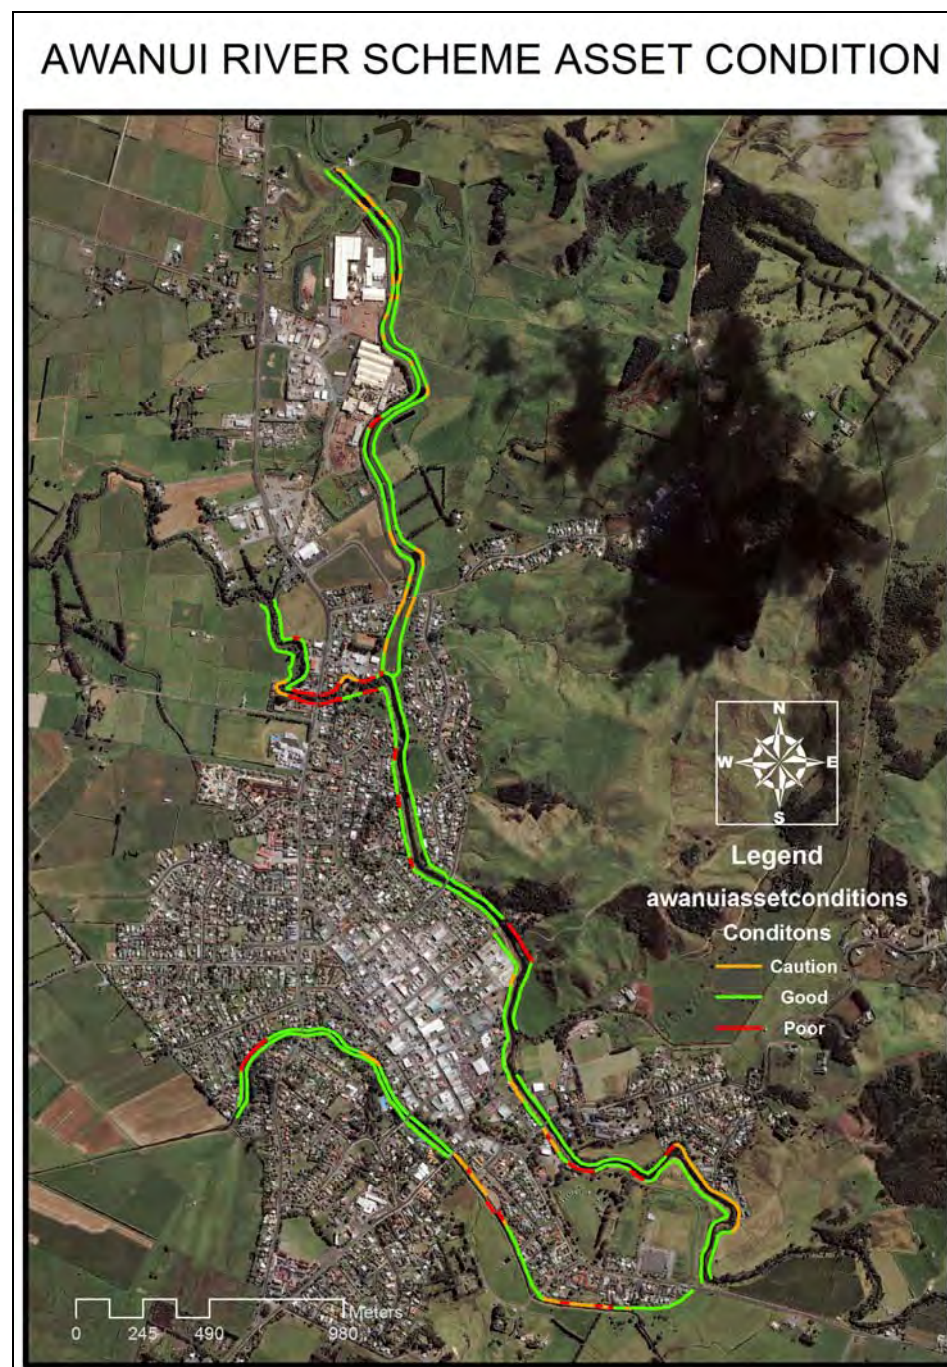 AWANUI RIVER SCHEME ASSET CONDITION
N
W E
S
Legend
awanuiassetconditions
Conditons
Caution
Good
Poor
Meters
0 245 490 980